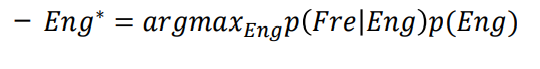 – Eng* = argmax_Eng p(Fre|Eng)p(Eng)